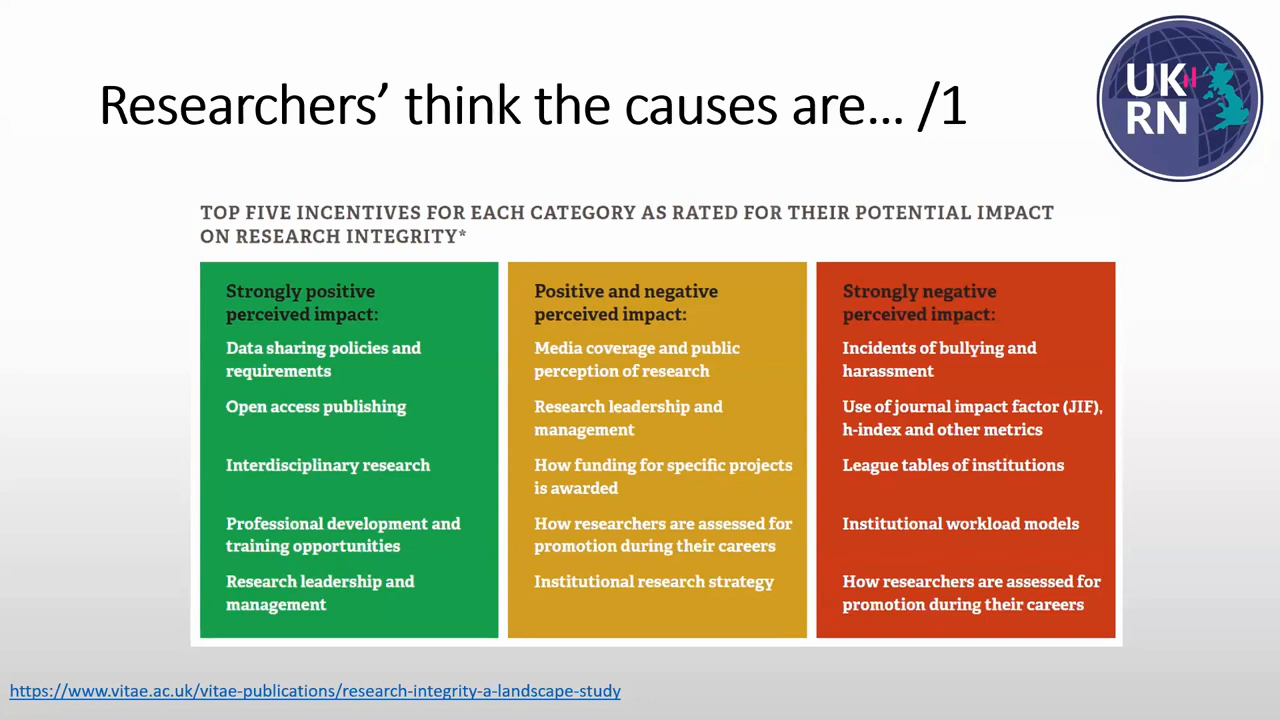 Researchers’ think the causes are... /1
UK
RN
TOP FIVE INCENTIVES FOR EACH CATEGORY AS RATED FOR THEIR POTENTIAL IMPACT
ON RESEARCH INTEGRITY*
Strongly positive
perceived impact:
Data sharing policies and
requirements
Open access publishing
Interdisciplinary research
Professional development and
training opportunities
Research leadership and
management
Positive and negative
perceived impact:
Media coverage and public
perception of research
Research leadership and
management
How funding for specific projects
is awarded
How researchers are assessed for
promotion during their careers
Institutional research strategy
Strongly negative
perceived impact:
Incidents of bullying and
harassment
Use of journal impact factor (JIF),
h-index and other metrics
League tables of institutions
Institutional workload models
How researchers are assessed for
promotion during their careers
https://www.vitae.ac.uk/vitae-publications/research-integrity-a-landscape-study